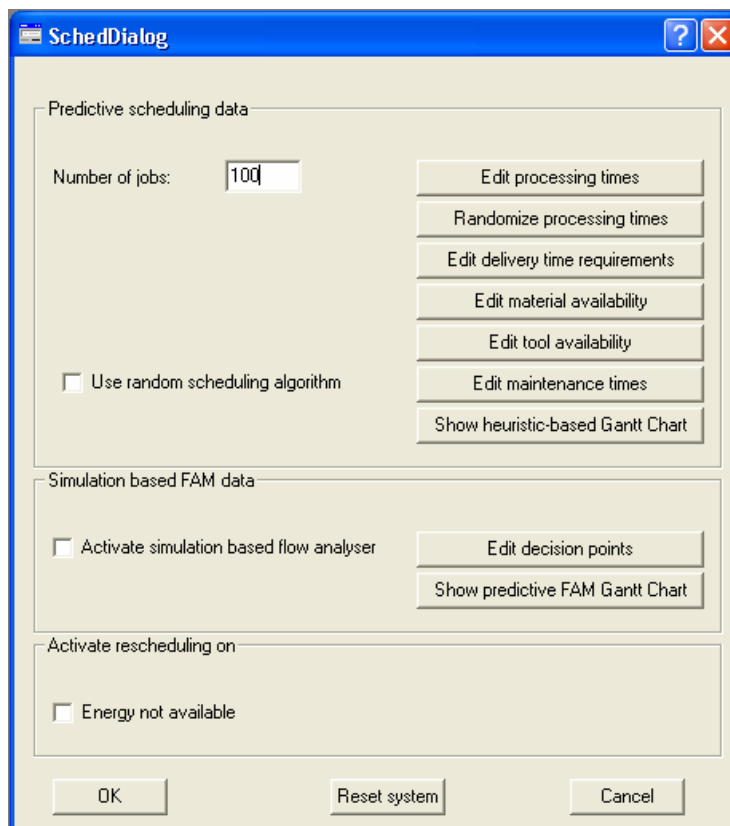 SchedDialog
Predictive scheduling data
Number of jobs: 100 Edit processing times
Randomize processing times
Edit delivery time requirements
Edit material availability
Edit tool availability
Use random scheduling algorithm Edit maintenance times
Show heuristic-based Gantt Chart
Simulation based FAM data
Activate simulation based flow analyser Edit decision points
Show predictive FAM Gantt Chart
Activate rescheduling on
Energy not available
OK Reset system Cancel